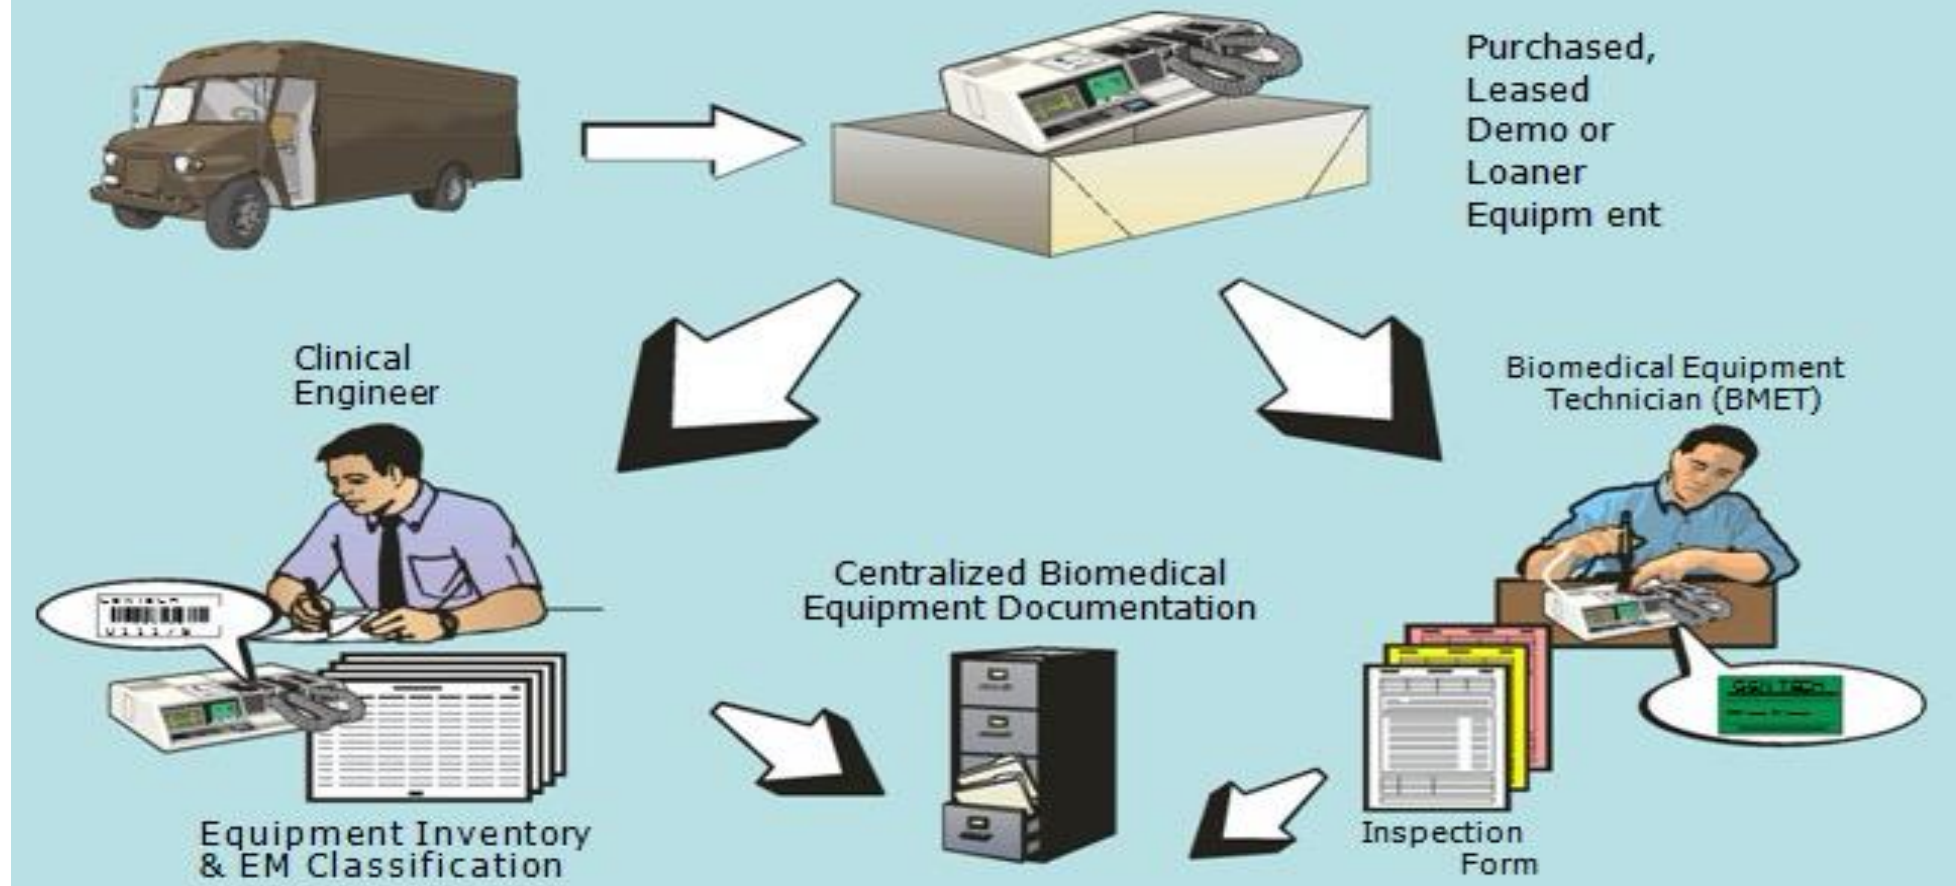 Purchased,
Leased
Demo or
Loaner
Equipm ent
Clinical
Engineer
Biomedical Equipment
Technician (BMET)
Centralized Biomedical
Equipment Documentation
Equipment Inventory
& EM Classification
Inspection
Form